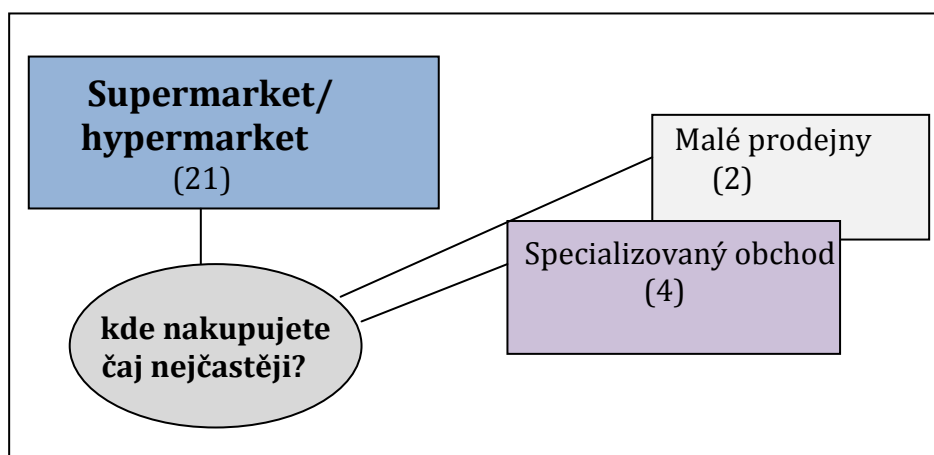 Supermarket/
hypermarket
(21)
Malé prodejny
(2)
Specializovaný obchod
(4)
kde nakupujete
čaj nejčastěji?